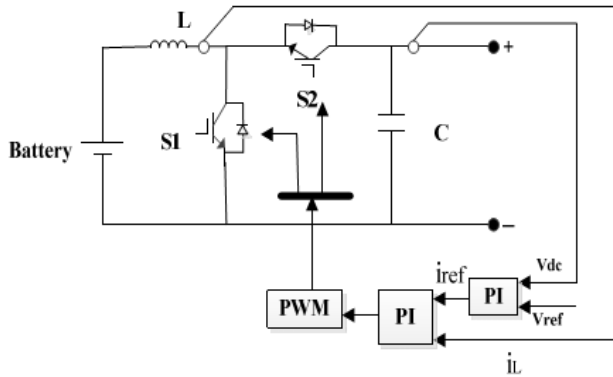 L
+
S2
S1
C
Battery
–
Vdc
iref
PI
PWM
PI
Vref
iL